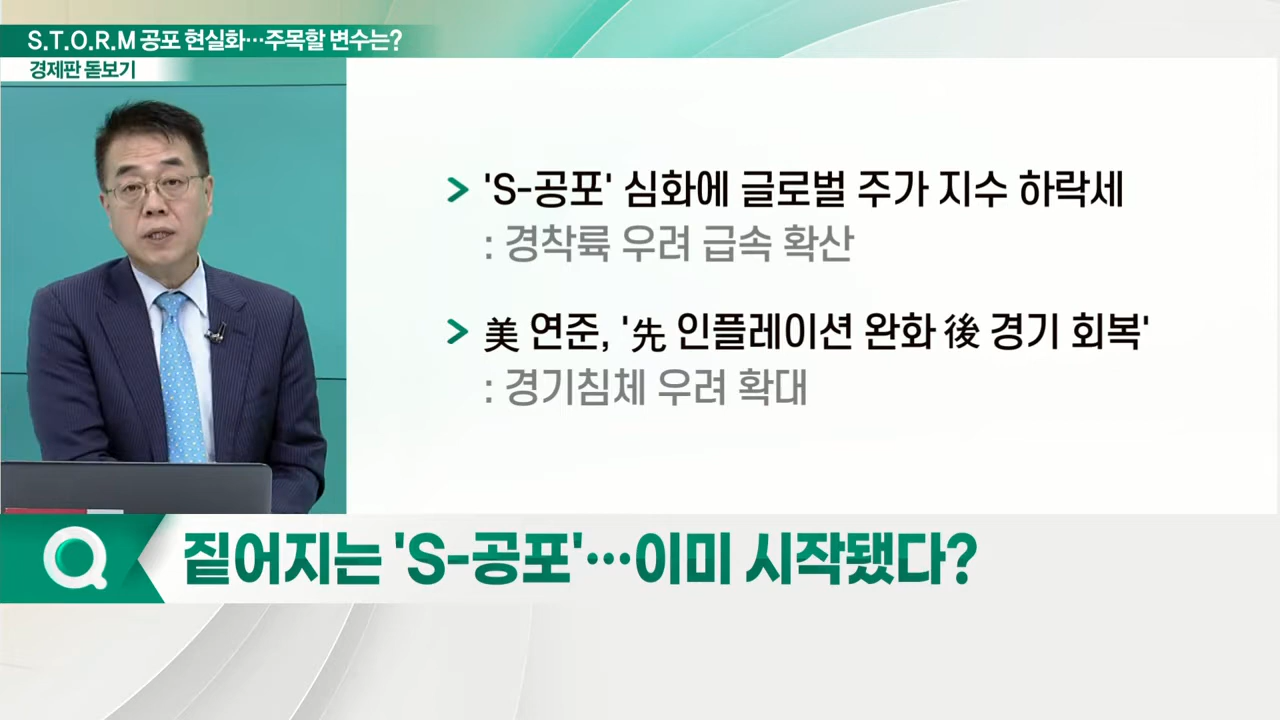 S.T.O.R.M 공포 현실화…주목할 변수는?
경제판 돋보기
> 'S-공포' 심화에 글로벌 주가 지수 하락세
: 경착륙 우려 급속 확산
> 美 연준, '先 인플레이션 완화 後 경기 회복'
: 경기침체 우려 확대
Q 짙어지는 'S-공포'…이미 시작됐다?